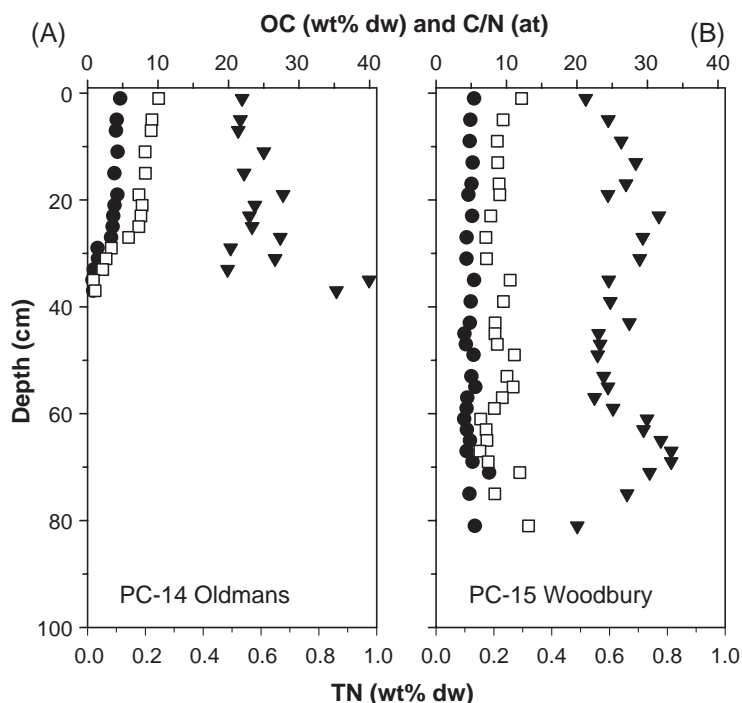 (A) OC (wt% dw) and C/N (at) (B)
0 10 20 30 40 0 10 20 30 40
0
20
40
60
80
100
Depth (cm)
PC-14 Oldmans PC-15 Woodbury
0.0 0.2 0.4 0.6 0.8 1.0 0.0 0.2 0.4 0.6 0.8 1.0
TN (wt% dw)